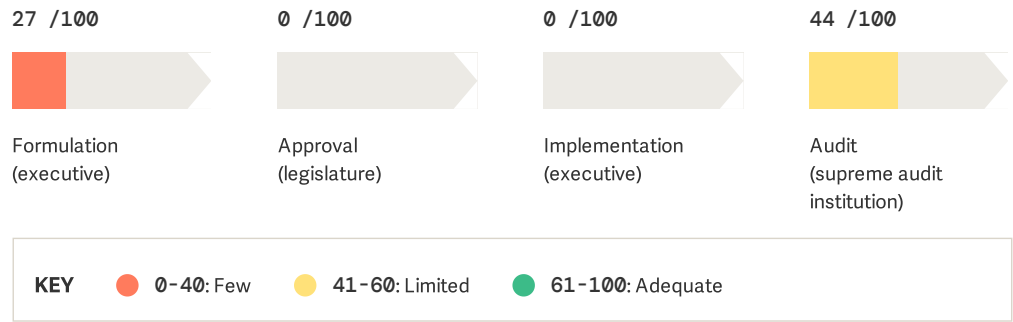 27 /100
0 /100
0 /100
44 /100
Formulation
(executive)
Approval
(legislature)
Implementation
(executive)
Audit
(supreme audit
institution)
KEY
0-40: Few
41-60: Limited
61-100: Adequate